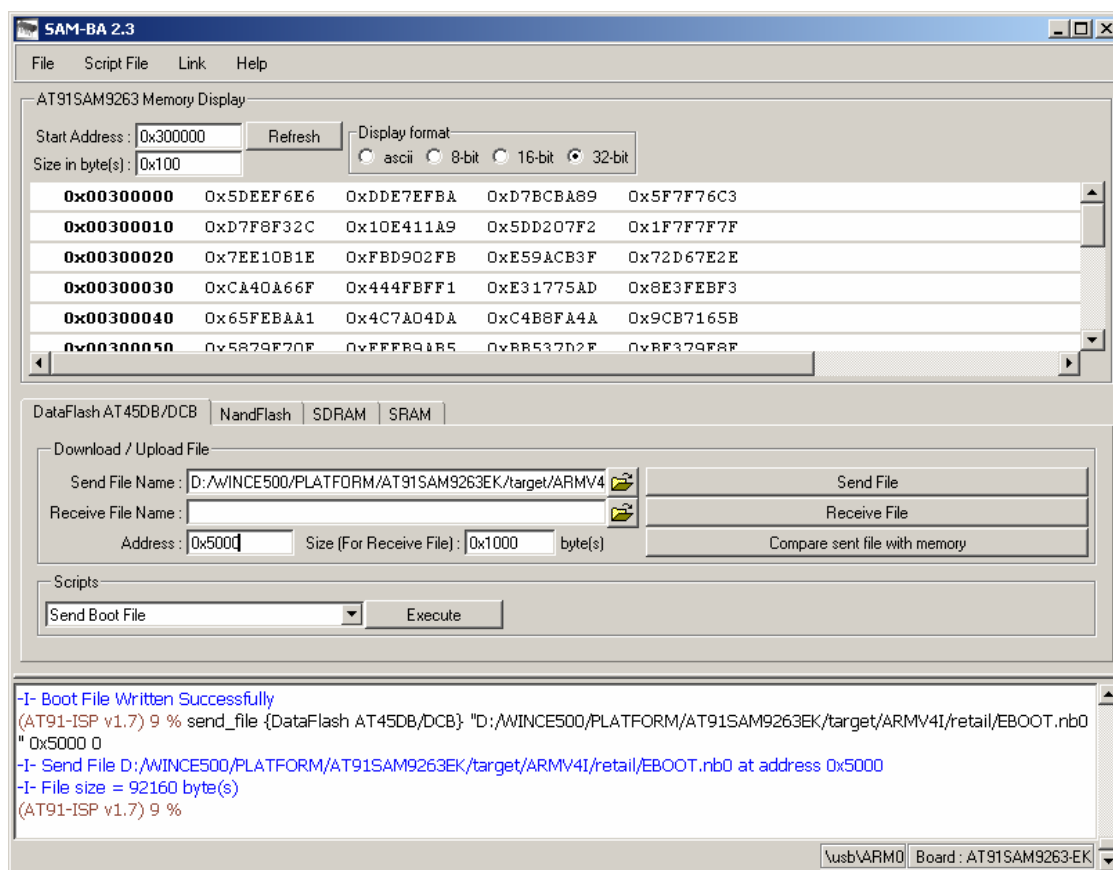 SAM-BA 2.3
File Script File Link Help
AT91SAM9263 Memory Display
Start Address : 0x300000 Refresh
Size in byte(s) : 0x100
Display format
ascii 8-bit 16-bit 32-bit
0x00300000 0x5DEEF6E6 0xDDE7EFBA 0xD7BCBA89 0x5F7F76C3
0x00300010 0xD7F8F32C 0x10E411A9 0x5DD207F2 0x1F7F7F7F
0x00300020 0x7EE10B1E 0xFBD902FB 0xE59ACB3F 0x72D67E2E
0x00300030 0xCA40A66F 0x444FBFF1 0xE31775AD 0x8E3FEBF3
0x00300040 0x65FEBAA1 0x4C7A04DA 0xC4B8FA4A 0x9CB7165B
0x00300050
DataFlash AT45DB/DCB NandFlash SDRAM SRAM
Download / Upload File
Send File Name : D:/WINCE500/PLATFORM/AT91SAM9263EK/target/ARMV4 Send File
Receive File Name : Receive File
Address : 0x5000 Size (For Receive File) : 0x1000 byte(s) Compare sent file with memory
Scripts
Send Boot File Execute
-I- Boot File Written Successfully
(AT91-ISP v1.7) 9 % send_file {DataFlash AT45DB/DCB} "D:/WINCE500/PLATFORM/AT91SAM9263EK/target/ARMV4I/retail/EBOOT.nb0
" 0x5000 0
-I- Send File D:/WINCE500/PLATFORM/AT91SAM9263EK/target/ARMV4I/retail/EBOOT.nb0 at address 0x5000
-I- File size = 92160 byte(s)
(AT91-ISP v1.7) 9 %
\usb\ARM0 Board : AT91SAM9263-EK